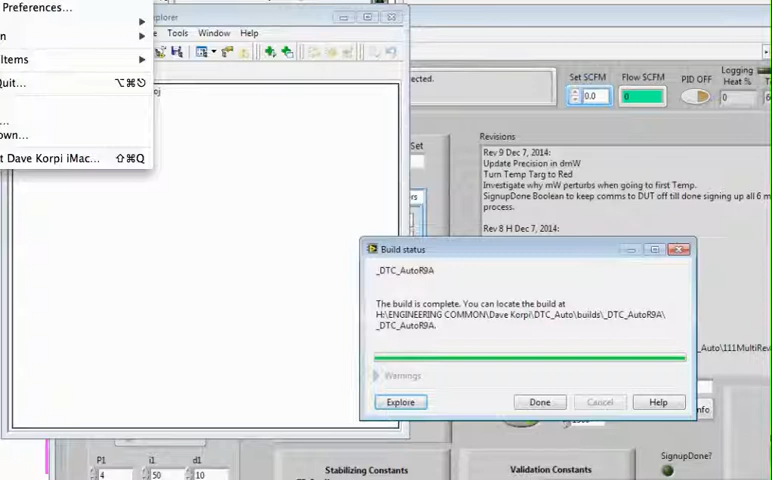 Preferences...
Items
Quit...
⌥⌘⎋
own...
t Dave Korpi iMac...
⇧⌘Q
xplorer
Tools
Window
Help
ected.
Set SCFM
0.0
Flow SCFM
0
PID OFF
Logging
Heat %
0
Set
Revisions
Rev 9 Dec 7, 2014:
Update Precision in dmW
Turn Temp Targ to Red
Investigate why mW perturbs when going to first Temp.
SignupDone Boolean to keep comms to DUT off till done signing up all 6 m
process.
Rev 8 H Dec 7, 2014:
Build status
_DTC_AutoR9A
The build is complete. You can locate the build at
H:\ENGINEERING COMMON\Dave Korpi\DTC_Auto\builds\_DTC_AutoR9A\
_DTC_AutoR9A.
Warnings
Explore
Done
Cancel
Help
_Auto\111MultiRev
nfo
P1
4
i1
50
d1
10
Stabilizing Constants
Validation Constants
SignupDone?